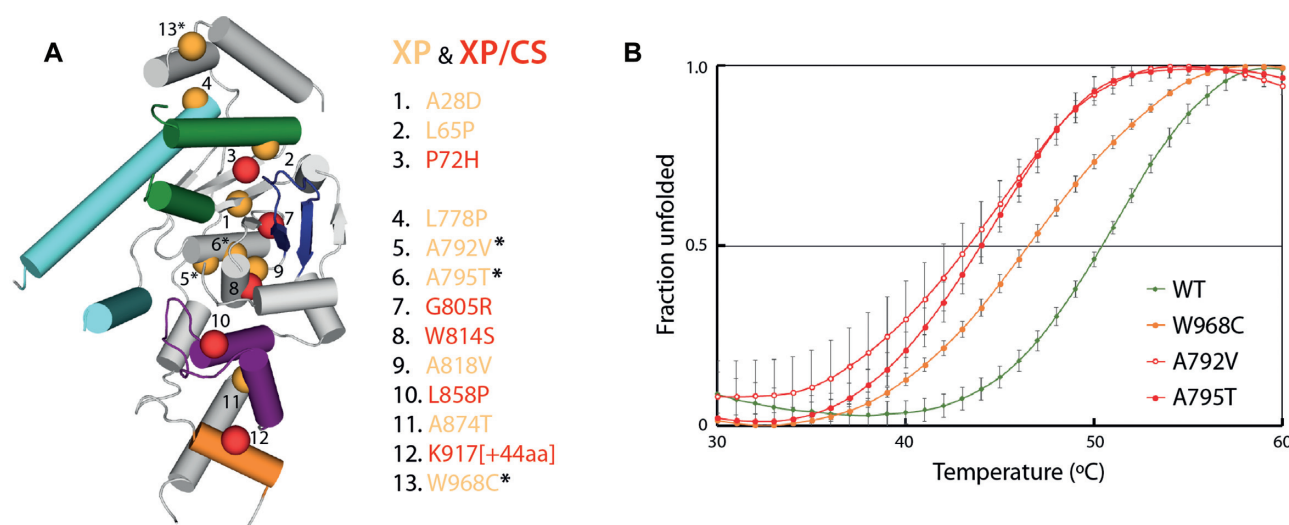 A
13*
4
3
2
1
7
6*
5*
9
8
10
11
12
XP & XP/CS
1. A28D
2. L65P
3. P72H
4. L778P
5. A792V*
6. A795T*
7. G805R
8. W814S
9. A818V
10. L858P
11. A874T
12. K917[+44aa]
13. W968C*
B
Fraction unfolded
1.0
0.5
0
30
40
50
60
Temperature (ºC)
WT
W968C
A792V
A795T